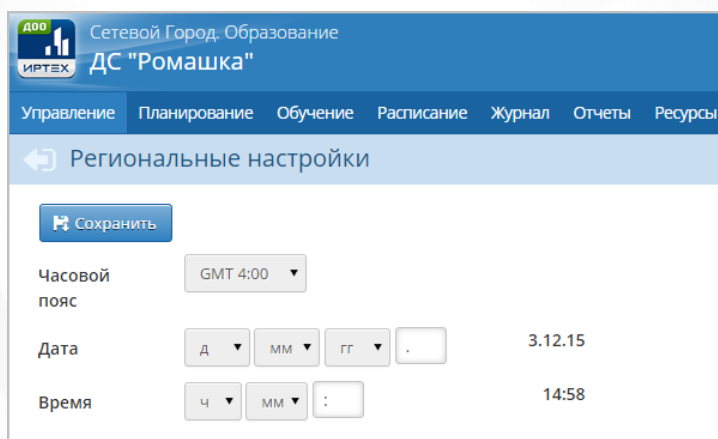 ДОО
ИРТЕХ
Сетевой Город. Образование
ДС "Ромашка"
Управление Планирование Обучение Расписание Журнал Отчеты Ресурсы
Региональные настройки
Сохранить
Часовой
пояс
GMT 4:00
Дата д мм гг . 3.12.15
Время ч мм : 14:58